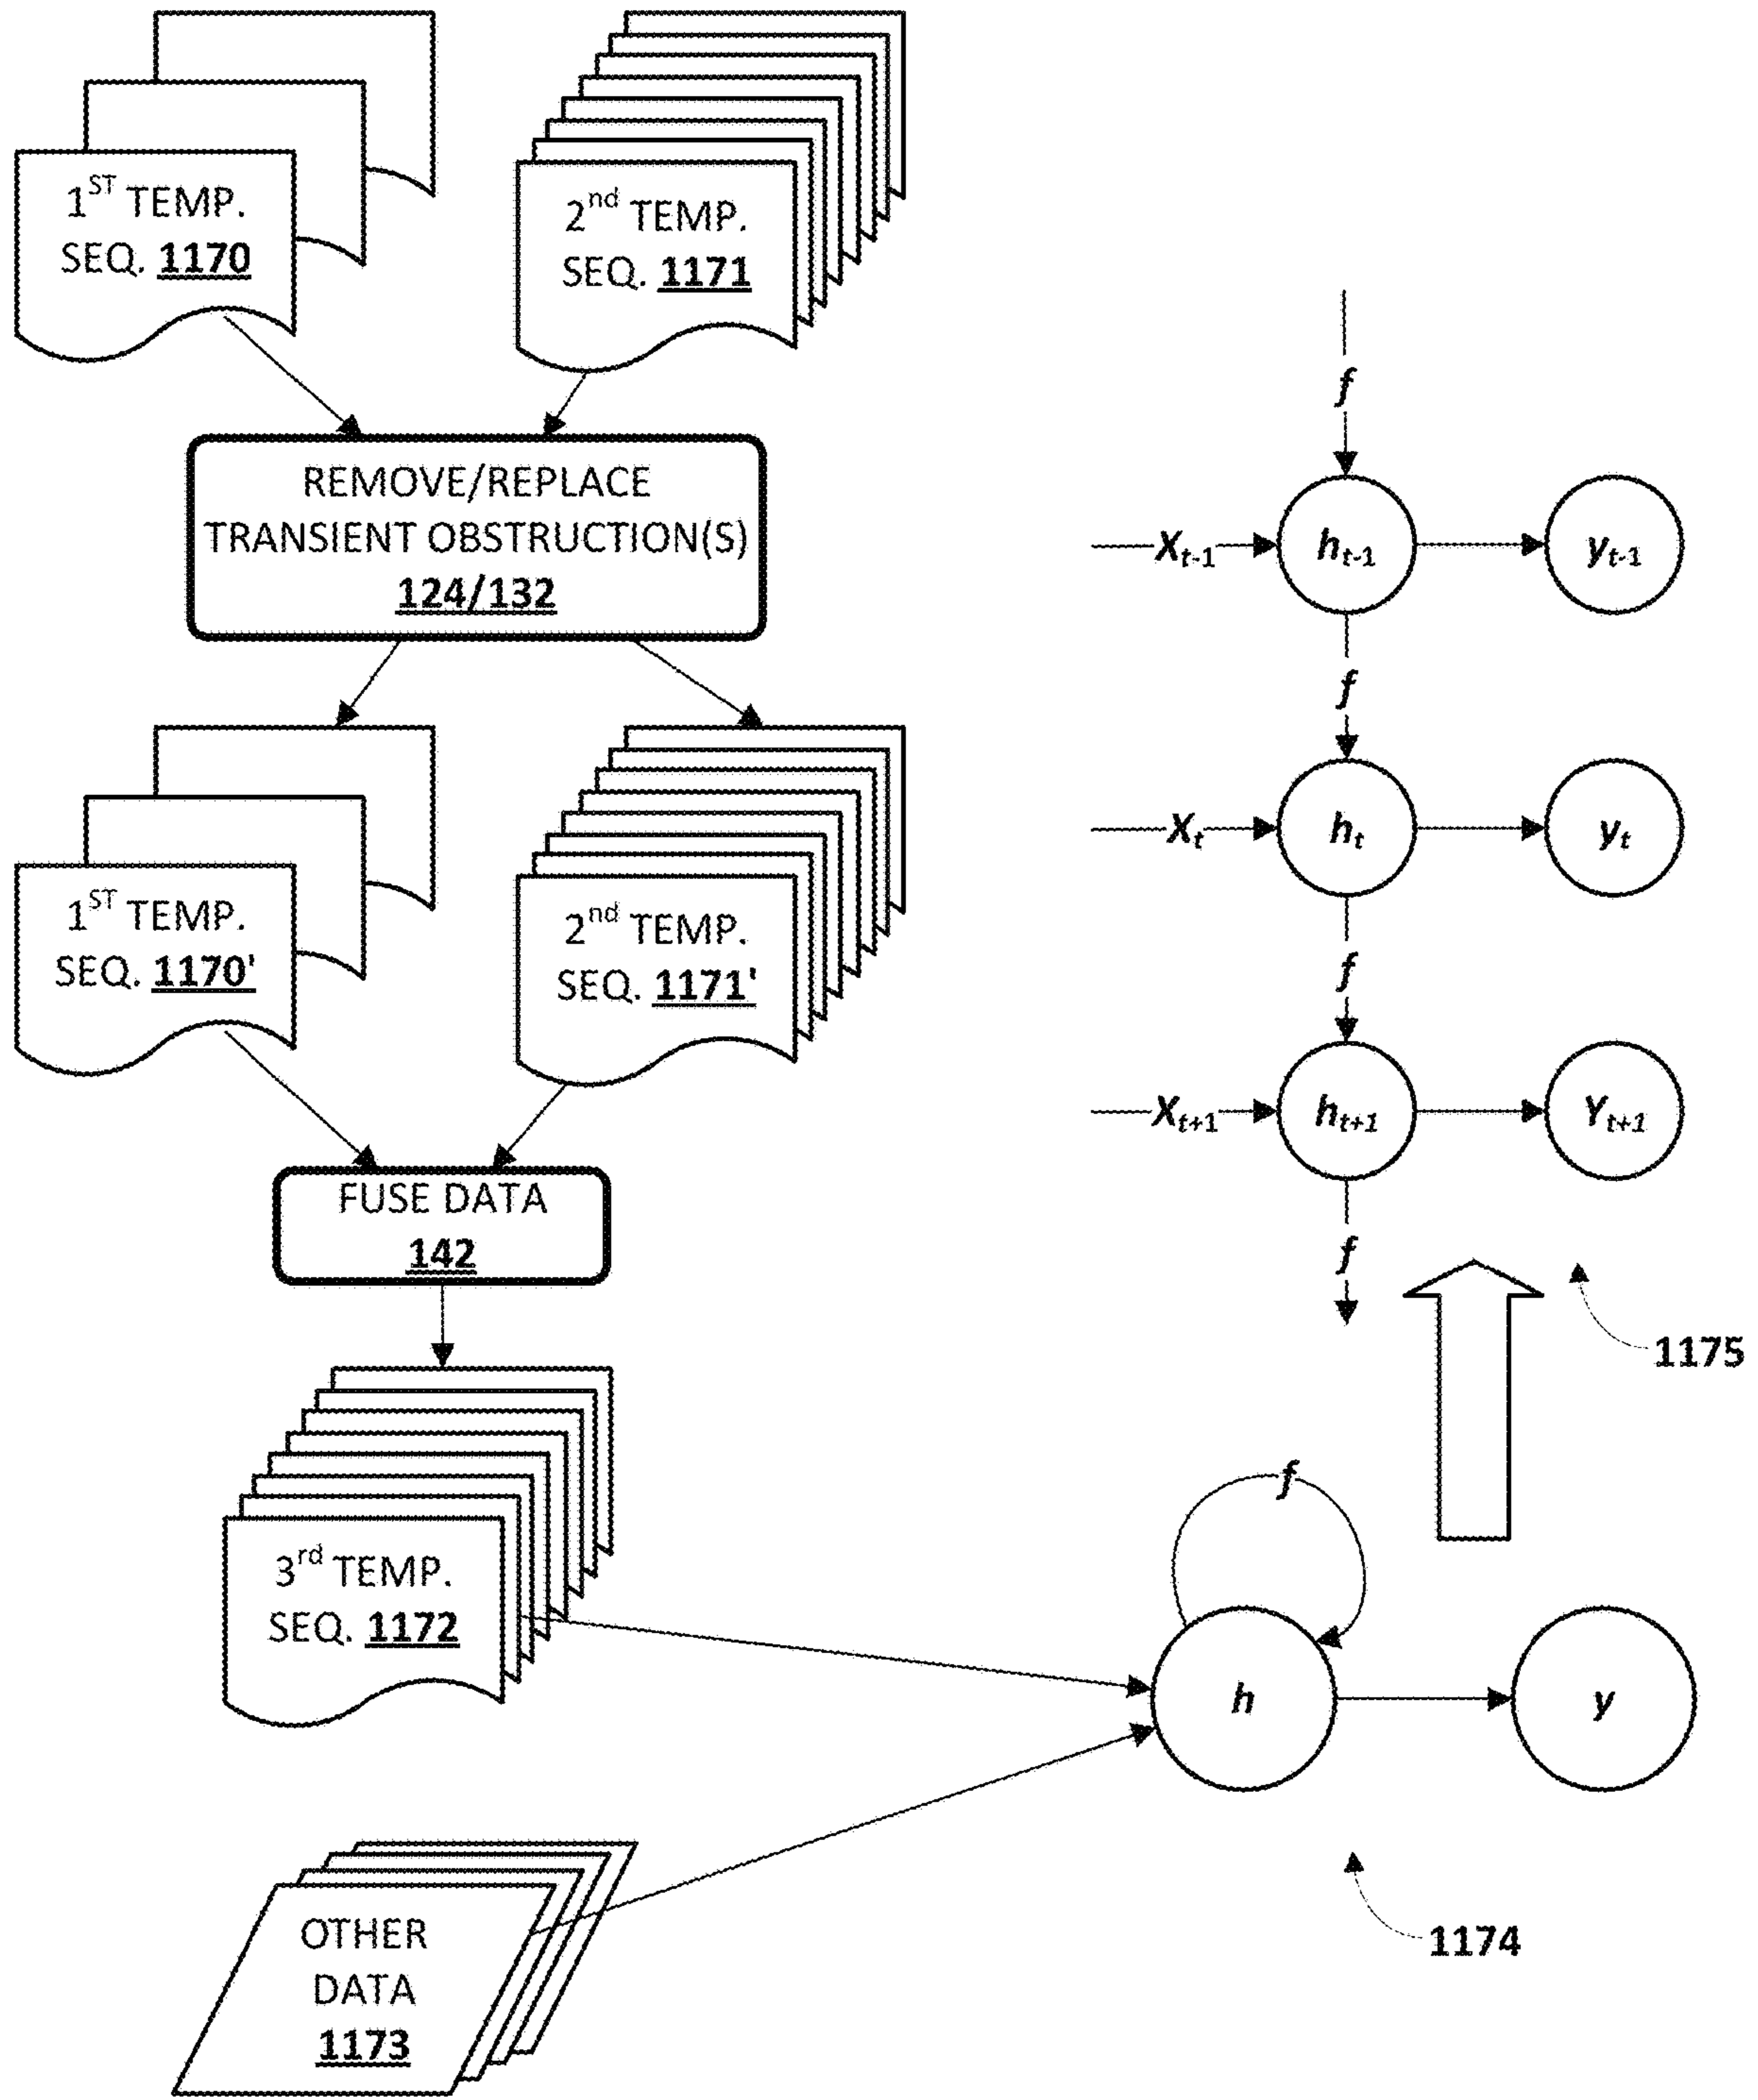 1ST TEMP.
SEQ. 1170
2nd TEMP.
SEQ. 1171
REMOVE/REPLACE
TRANSIENT OBSTRUCTION(S)
124/132
1ST TEMP.
SEQ. 1170'
2nd TEMP.
SEQ. 1171'
FUSE DATA
142
3rd TEMP.
SEQ. 1172
OTHER
DATA
1173
f
Xt-1
ht-1
yt-1
f
Xt
ht
yt
f
Xt+1
ht+1
Yt+1
f
1175
f
h
y
1174